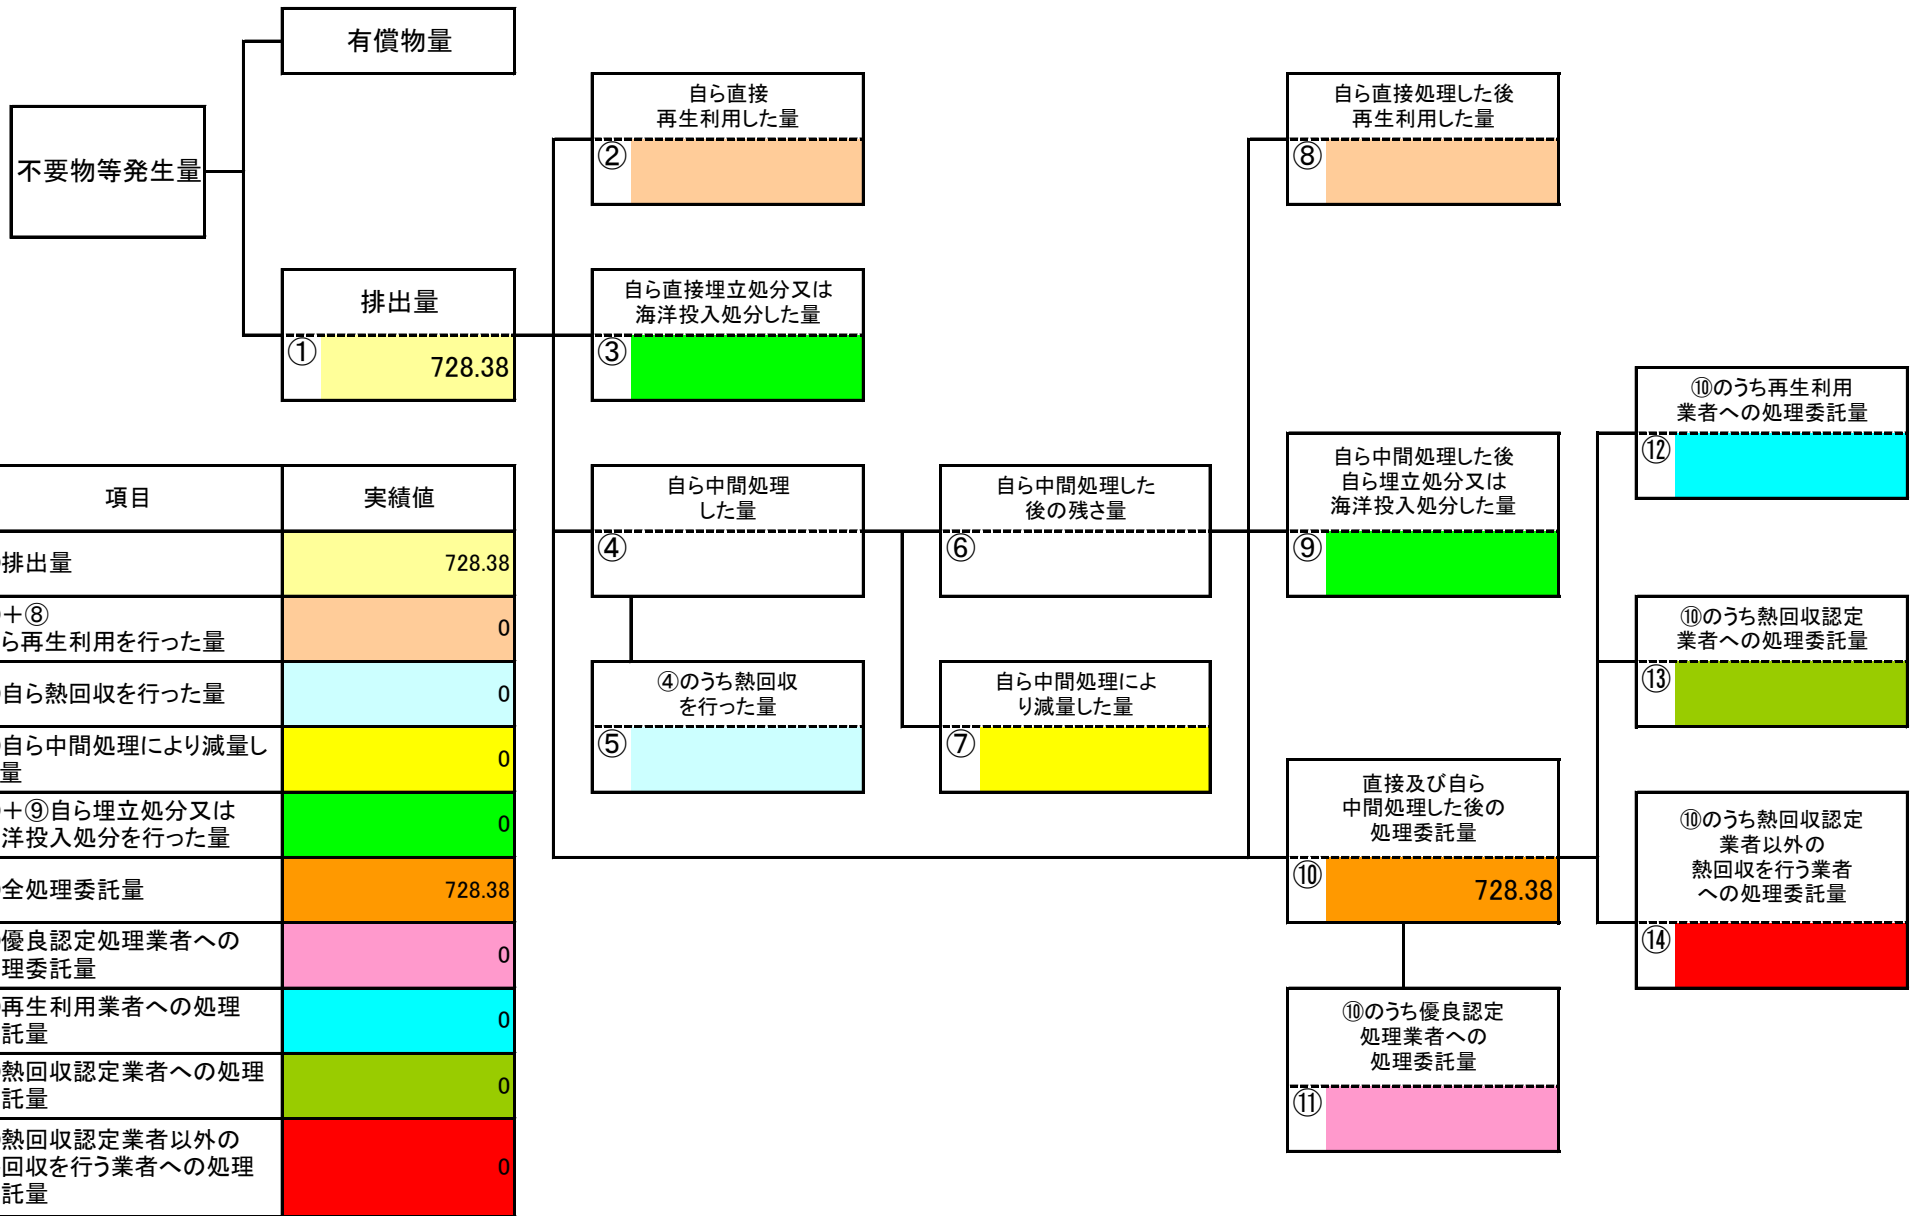 有償物量
不要物等発生量
排出量
①
728.38
自ら直接
再生利用した量
②
自ら直接埋立処分又は
海洋投入処分した量
③
自ら中間処理
した量
④
④のうち熱回収
を行った量
⑤
自ら中間処理した
後の残さ量
⑥
自ら中間処理によ
り減量した量
⑦
自ら直接処理した後
再生利用した量
⑧
自ら中間処理した後
自ら埋立処分又は
海洋投入処分した量
⑨
直接及び自ら
中間処理した後の
処理委託量
⑩
728.38
⑩のうち優良認定
処理業者への
処理委託量
⑪
⑩のうち再生利用
業者への処理委託量
⑫
⑩のうち熱回収認定
業者への処理委託量
⑬
⑩のうち熱回収認定
業者以外の
熱回収を行う業者
への処理委託量
⑭
項目
実績値
排出量
728.38
+⑧
ら再生利用を行った量
0
自ら熱回収を行った量
0
自ら中間処理により減量し
量
0
+⑨自ら埋立処分又は
洋投入処分を行った量
0
全処理委託量
728.38
優良認定処理業者への
理委託量
0
再生利用業者への処理
託量
0
熱回収認定業者への処理
託量
0
熱回収認定業者以外の
回収を行う業者への処理
託量
0